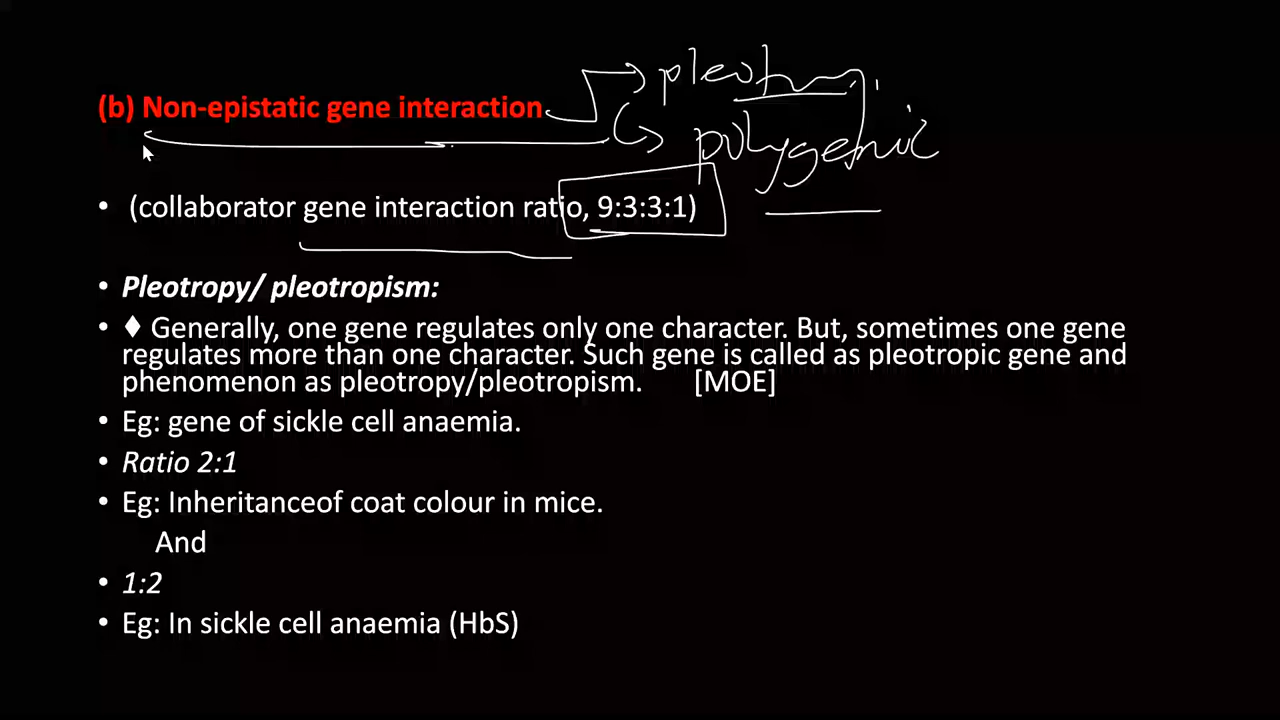 pleotropy
(b) Non-epistatic gene interaction
polygenic
• (collaborator gene interaction ratio, 9:3:3:1)
• Pleotropy/ pleotropism:
• ♦ Generally, one gene regulates only one character. But, sometimes one gene
regulates more than one character. Such gene is called as pleotropic gene and
phenomenon as pleotropy/pleotropism. [MOE]
• Eg: gene of sickle cell anaemia.
• Ratio 2:1
• Eg: Inheritanceof coat colour in mice.
And
• 1:2
• Eg: In sickle cell anaemia (HbS)